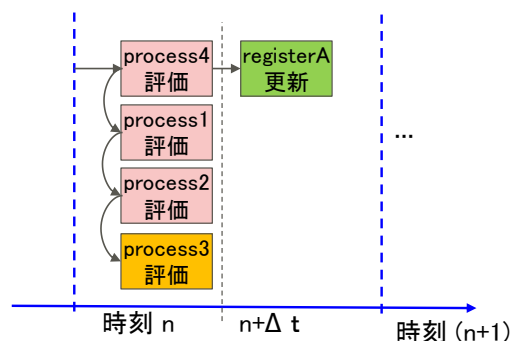 process4
評価
registerA
更新
process1
評価
...
process2
評価
process3
評価
時刻 n
n+Δ t
時刻 (n+1)